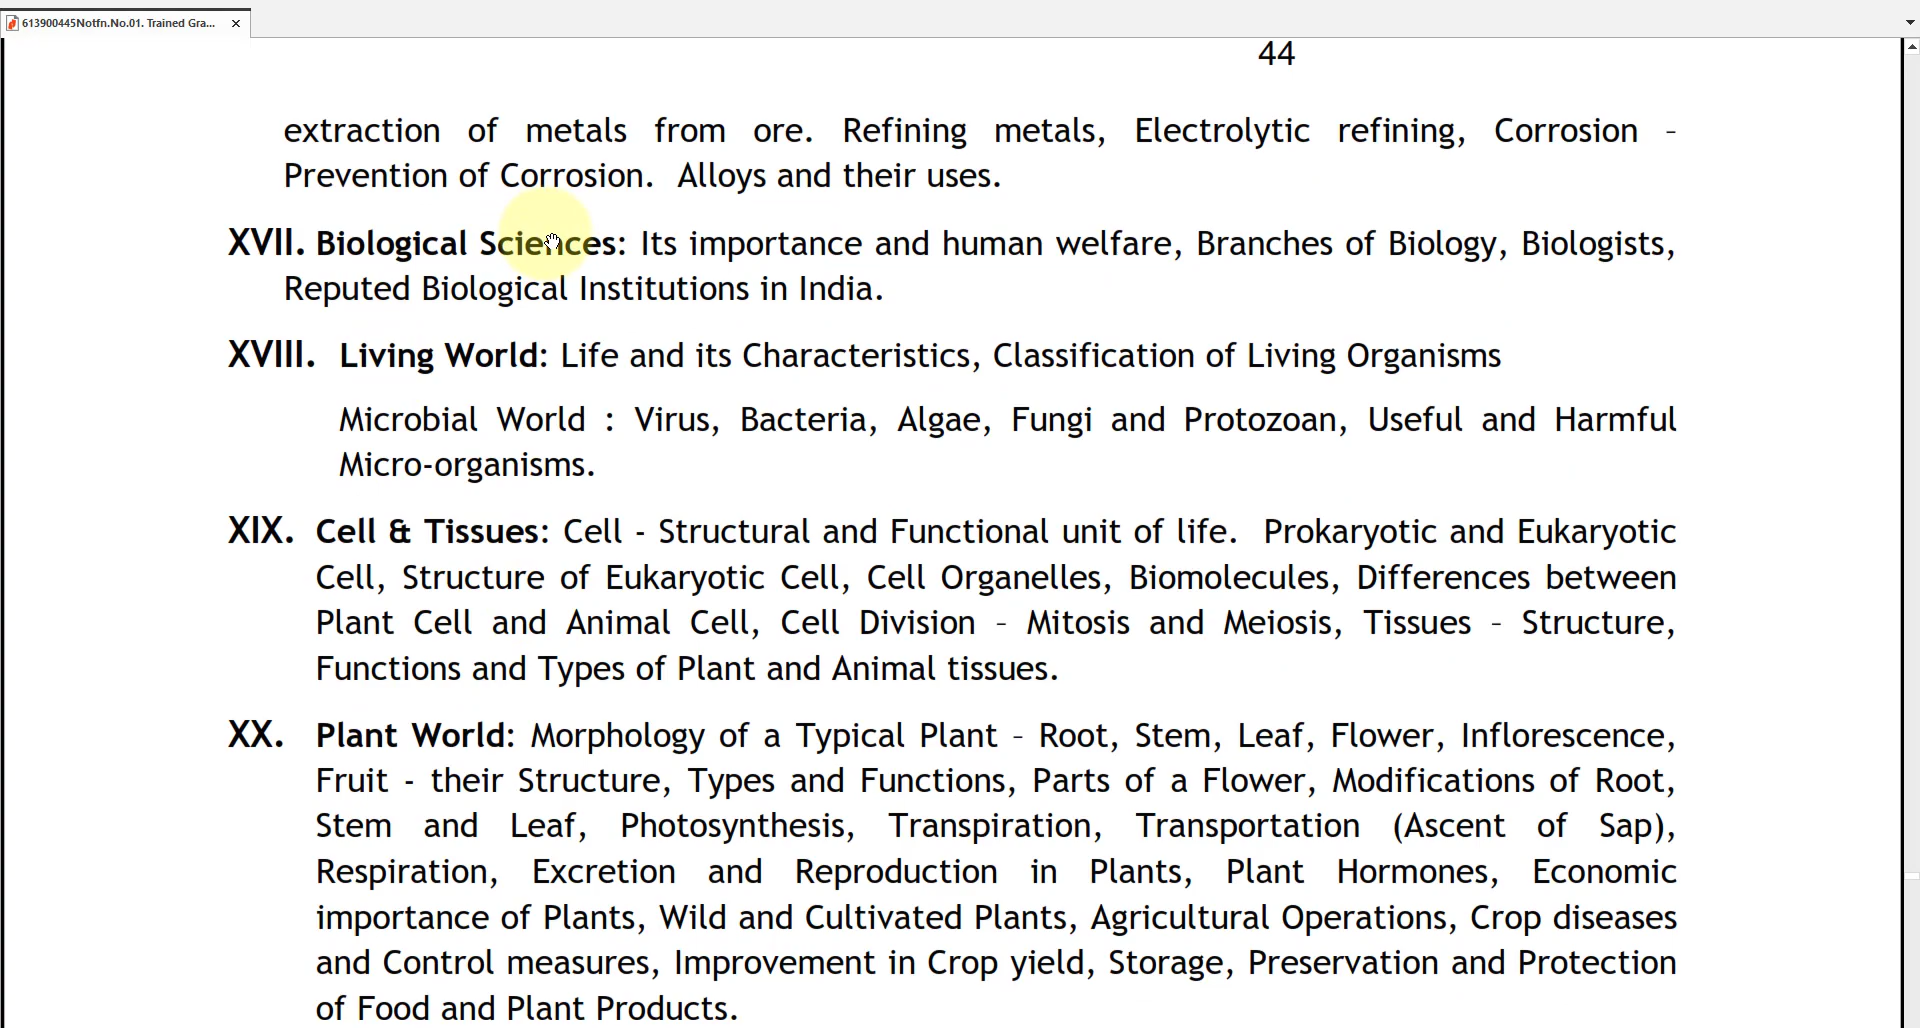 613900445Notfn.No.01. Trained Gra...
44
extraction of metals from ore. Refining metals, Electrolytic refining, Corrosion -
Prevention of Corrosion. Alloys and their uses.
XVII. Biological Sciences: Its importance and human welfare, Branches of Biology, Biologists,
Reputed Biological Institutions in India.
XVIII. Living World: Life and its Characteristics, Classification of Living Organisms
Microbial World : Virus, Bacteria, Algae, Fungi and Protozoan, Useful and Harmful
Micro-organisms.
XIX. Cell & Tissues: Cell - Structural and Functional unit of life. Prokaryotic and Eukaryotic
Cell, Structure of Eukaryotic Cell, Cell Organelles, Biomolecules, Differences between
Plant Cell and Animal Cell, Cell Division - Mitosis and Meiosis, Tissues - Structure,
Functions and Types of Plant and Animal tissues.
XX. Plant World: Morphology of a Typical Plant - Root, Stem, Leaf, Flower, Inflorescence,
Fruit - their Structure, Types and Functions, Parts of a Flower, Modifications of Root,
Stem and Leaf, Photosynthesis, Transpiration, Transportation (Ascent of Sap),
Respiration, Excretion and Reproduction in Plants, Plant Hormones, Economic
importance of Plants, Wild and Cultivated Plants, Agricultural Operations, Crop diseases
and Control measures, Improvement in Crop yield, Storage, Preservation and Protection
of Food and Plant Products.